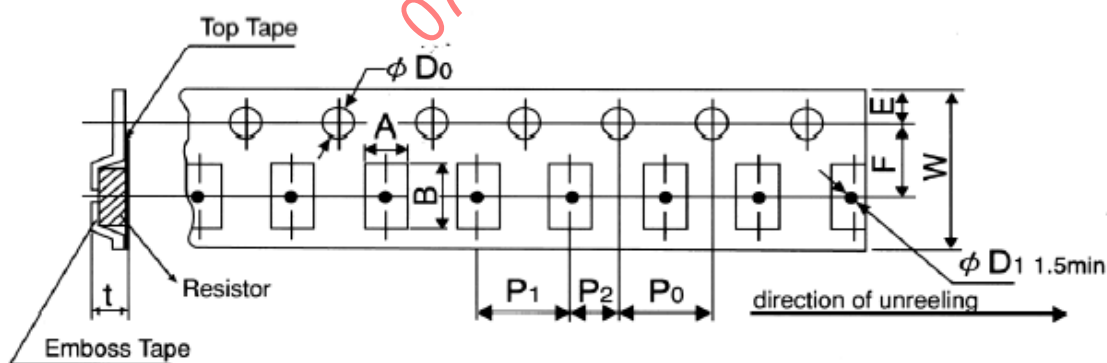 Top Tape
φ D0
A
B
E
F
W
φ D1 1.5min
t
Resistor
P1
P2
P0
direction of unreeling
Emboss Tape